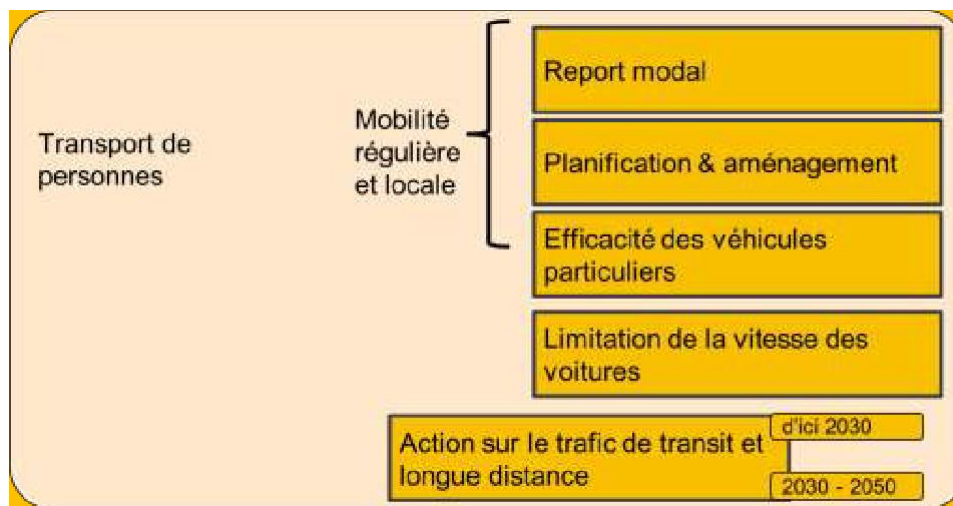 Transport de
personnes
Mobilité
régulière
et locale
Report modal
Planification & aménagement
Efficacité des véhicules
particuliers
Limitation de la vitesse des
voitures
Action sur le trafic de transit et
longue distance
d'ici 2030
2030 - 2050